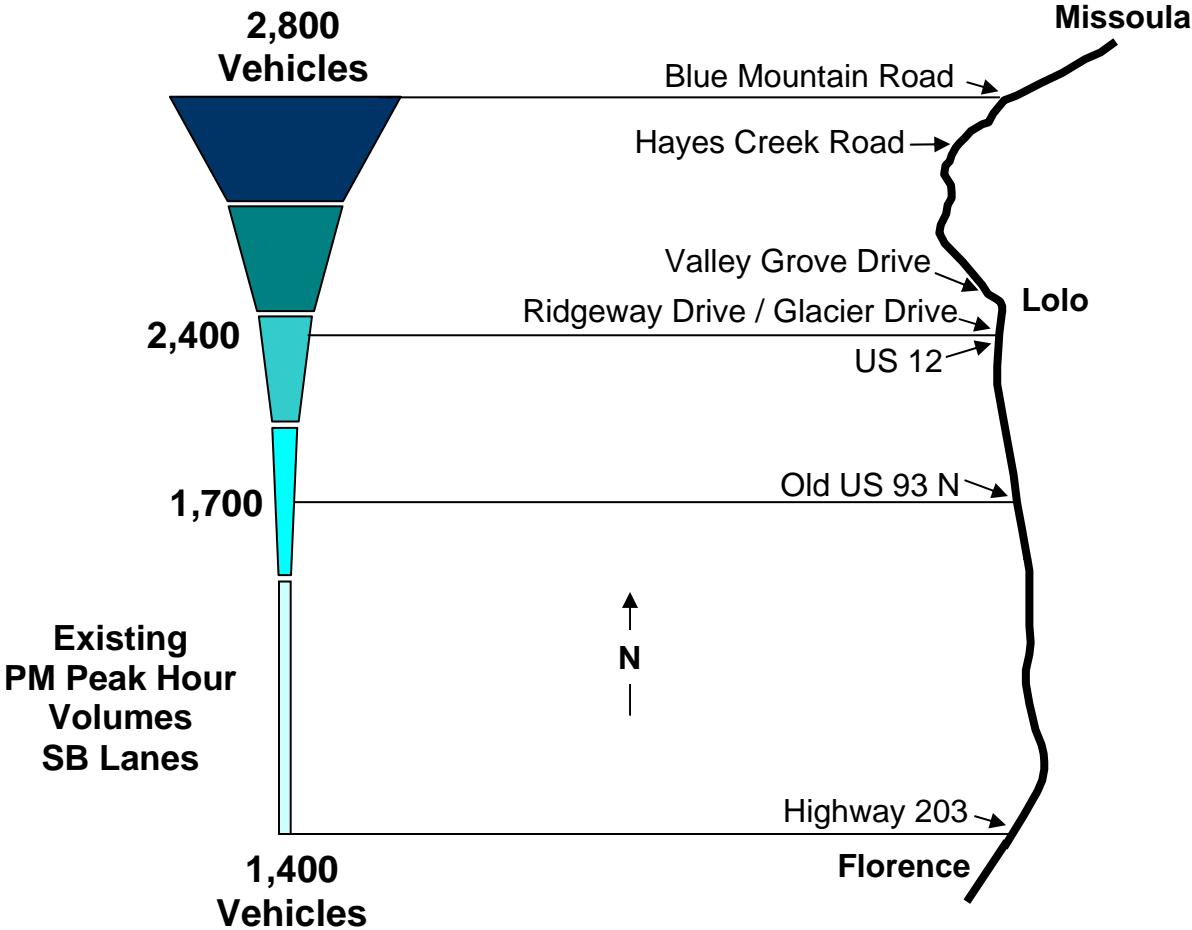 Missoula
2,800
Vehicles
Blue Mountain Road
Hayes Creek Road
Valley Grove Drive
Lolo
Ridgeway Drive / Glacier Drive
2,400
US 12
Old US 93 N
1,700
Existing
PM Peak Hour
Volumes
SB Lanes
N
Highway 203
Florence
1,400
Vehicles